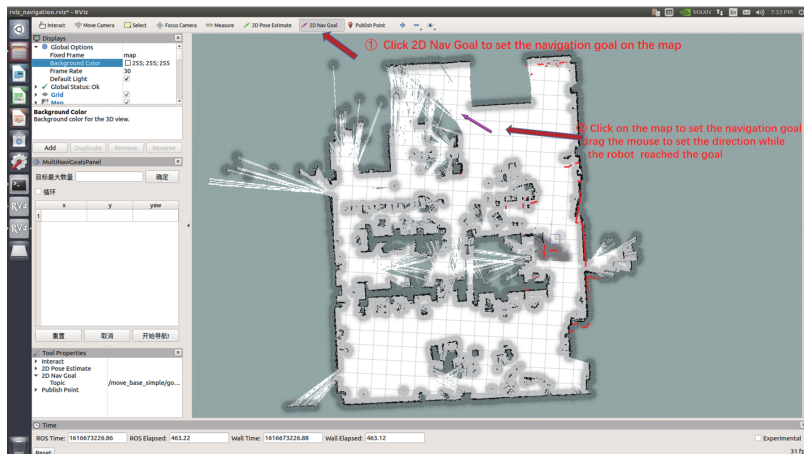 rviz_navigation.rviz* - RViz
MAXN
En
7:53 PM
Interact
Move Camera
Select
Focus Camera
Measure
2D Pose Estimate
2D Nav Goal
Publish Point
① Click 2D Nav Goal to set the navigation goal on the map
Displays
Global Options
Fixed Frame
map
Background Color
255; 255; 255
Frame Rate
30
Default Light
Global Status: Ok
Grid
Map
Background Color
Background color for the 3D view.
② Click on the map to set the navigation goal
drag the mouse to set the direction while
the robot reached the goal
Add
Duplicate
Remove
Rename
MultiNaviGoalsPanel
目标最大数量
确定
循环
x
y
yaw
1
重置
取消
开始导航!
Tool Properties
Interact
2D Pose Estimate
2D Nav Goal
Topic
/move_base_simple/go...
Publish Point
Time
ROS Time:
1616673226.86
ROS Elapsed:
463.22
Wall Time:
1616673226.88
Wall Elapsed:
463.12
Experimental
Reset
31 fp